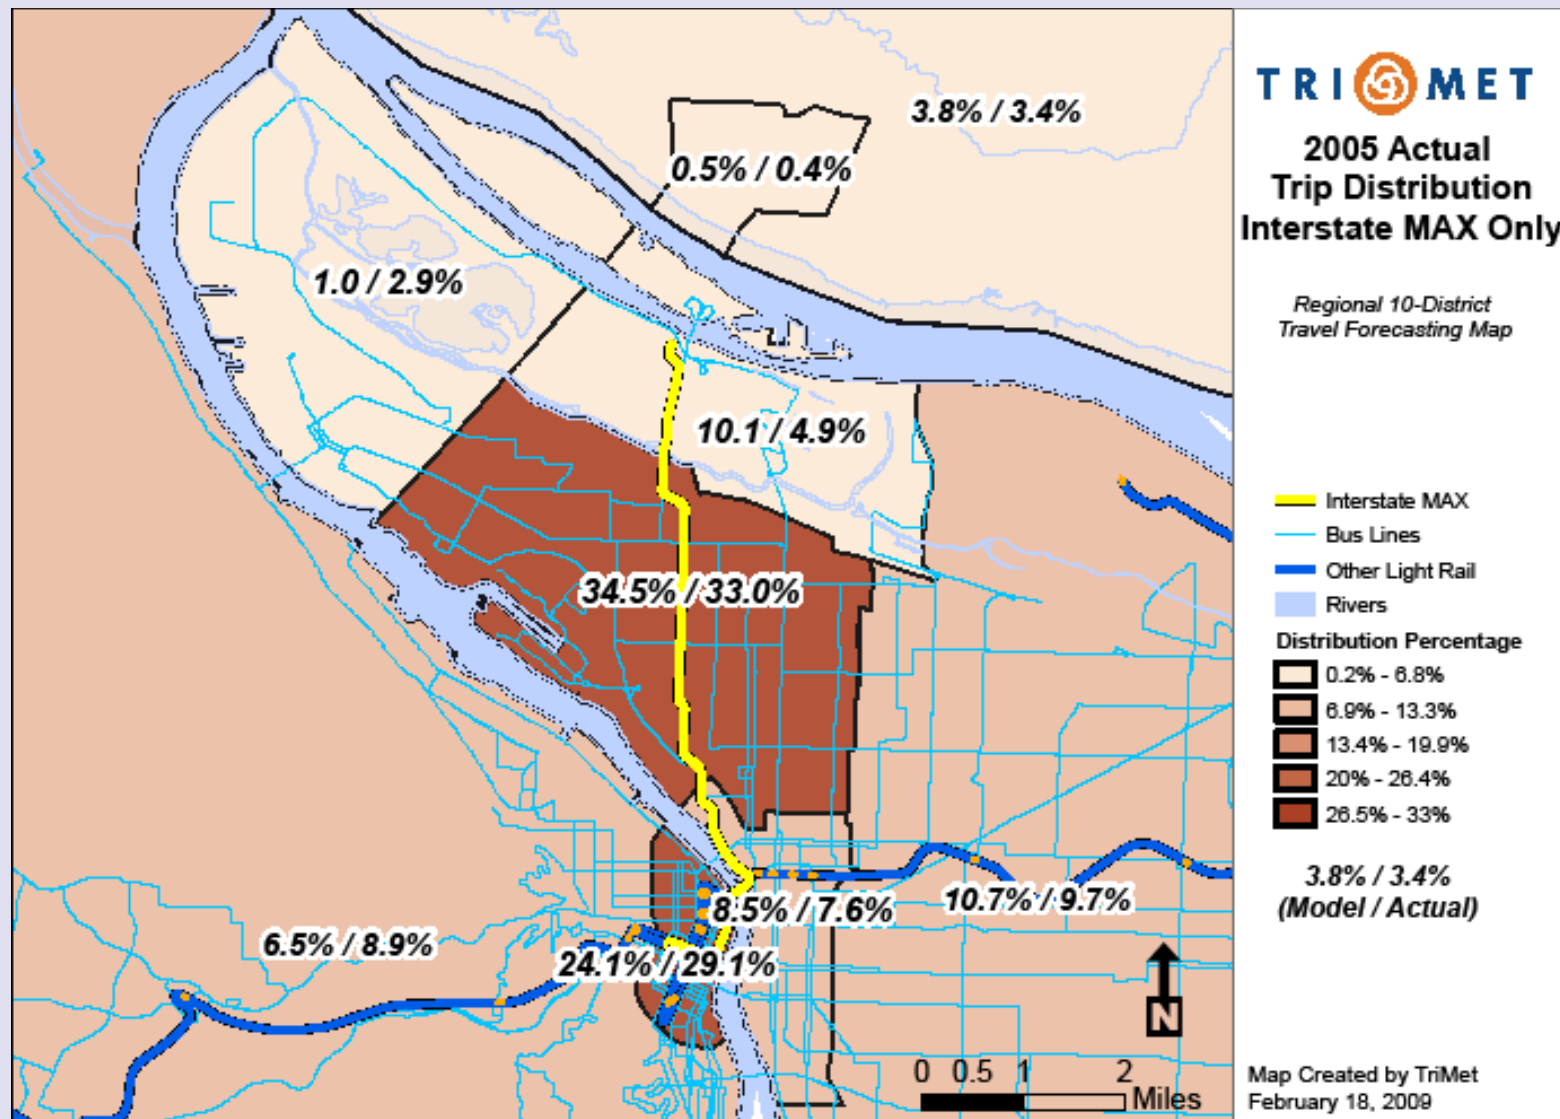 3.8% / 3.4%
0.5% / 0.4%
1.0 / 2.9%
10.1 / 4.9%
34.5% / 33.0%
8.5% / 7.6%
10.7% / 9.7%
6.5% / 8.9%
24.1% / 29.1%
N
0 0.5 1 2
Miles
TRIMET
2005 Actual
Trip Distribution
Interstate MAX Only
Regional 10-District
Travel Forecasting Map
Interstate MAX
Bus Lines
Other Light Rail
Rivers
Distribution Percentage
0.2% - 6.8%
6.9% - 13.3%
13.4% - 19.9%
20% - 26.4%
26.5% - 33%
3.8% / 3.4%
(Model / Actual)
Map Created by TriMet
February 18, 2009